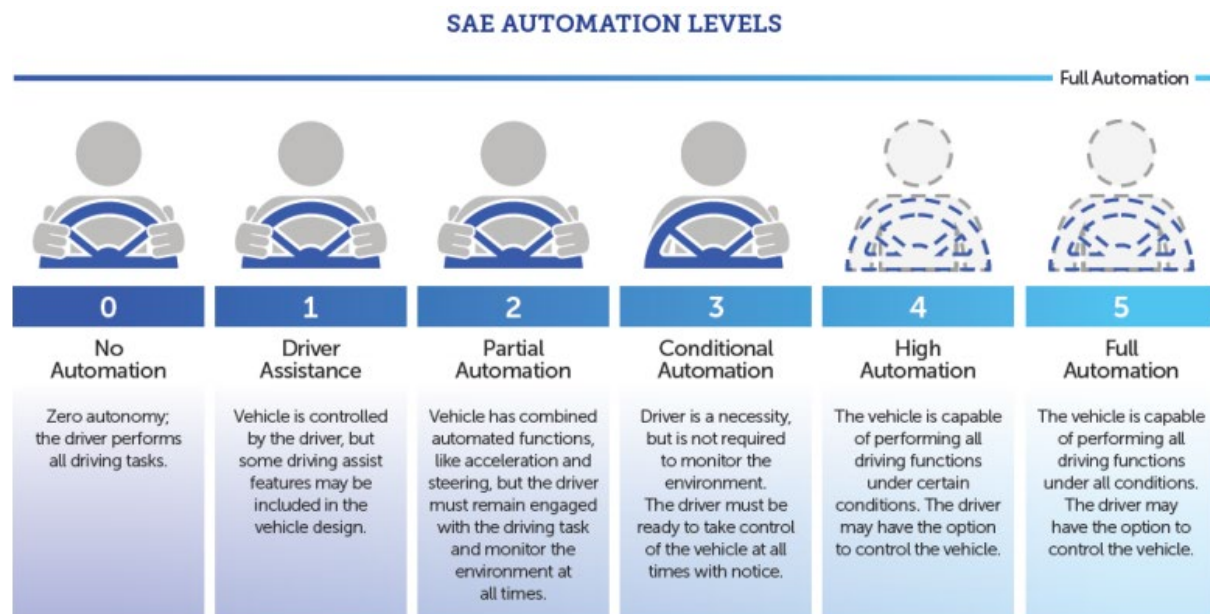 SAE AUTOMATION LEVELS
Full Automation
0
No
Automation
Zero autonomy;
the driver performs
all driving tasks.
1
Driver
Assistance
Vehicle is controlled
by the driver, but
some driving assist
features may be
included in the
vehicle design.
2
Partial
Automation
Vehicle has combined
automated functions,
like acceleration and
steering, but the driver
must remain engaged
with the driving task
and monitor the
environment at
all times.
3
Conditional
Automation
Driver is a necessity,
but is not required
to monitor the
environment.
The driver must be
ready to take control
of the vehicle at all
times with notice.
4
High
Automation
The vehicle is capable
of performing all
driving functions
under certain
conditions. The driver
may have the option
to control the vehicle.
5
Full
Automation
The vehicle is capable
of performing all
driving functions
under all conditions.
The driver may
have the option to
control the vehicle.